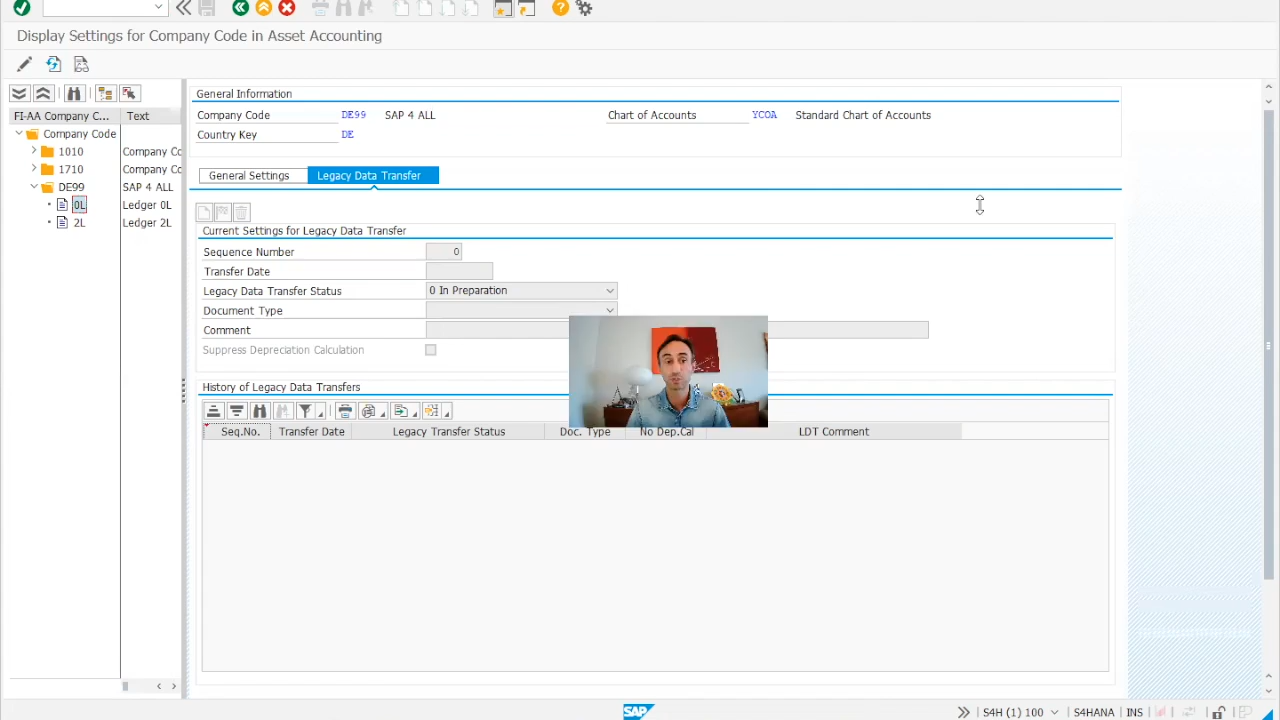 Display Settings for Company Code in Asset Accounting
FI-AA Company C... Text
Company Code
1010 Company Cc
1710 Company Cc
DE99 SAP 4 ALL
0L Ledger 0L
2L Ledger 2L
General Information
Company Code DE99 SAP 4 ALL Chart of Accounts YCOA Standard Chart of Accounts
Country Key DE
General Settings Legacy Data Transfer
Current Settings for Legacy Data Transfer
Sequence Number 0
Transfer Date
Legacy Data Transfer Status 0 In Preparation
Document Type
Comment
Suppress Depreciation Calculation
History of Legacy Data Transfers
Seq.No. Transfer Date Legacy Transfer Status Doc. Type No Dep.Cal LDT Comment
SAP S4H (1) 100 S4HANA INS